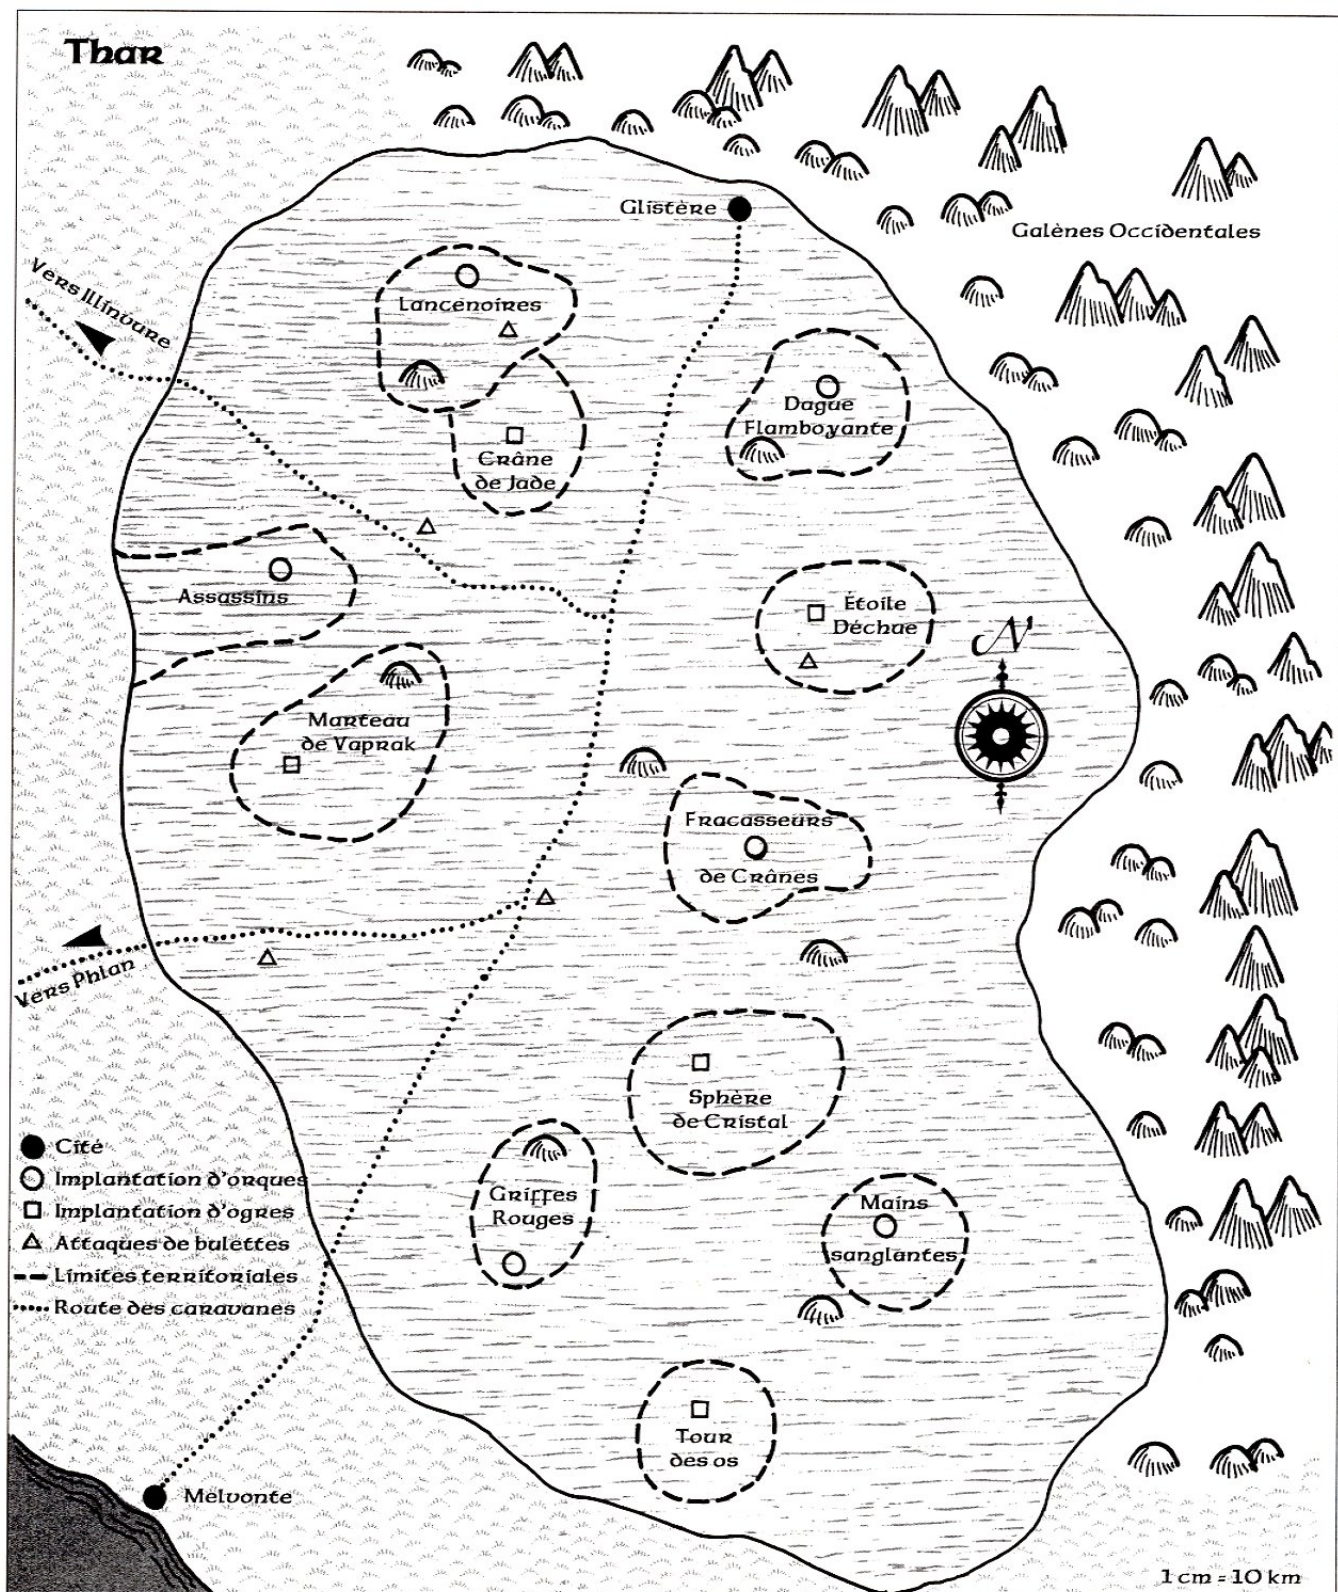 Thar
Glistère
Galènes Occidentales
Vers Illinvure
Lancenoires
Dague
Flamboyante
Crâne
de Jade
Assassins
Étoile
Déchue
N
Marteau
de Vaprak
Fracasseurs
de Crânes
Vers Phlan
Sphère
de Cristal
Cité
Implantation d'orques
Implantation d'ogres
Attaques de bulettes
Limites territoriales
Route des caravanes
Griffes
Rouges
Mains
sanglantes
Tour
des os
Melvonte
1 cm = 10 km